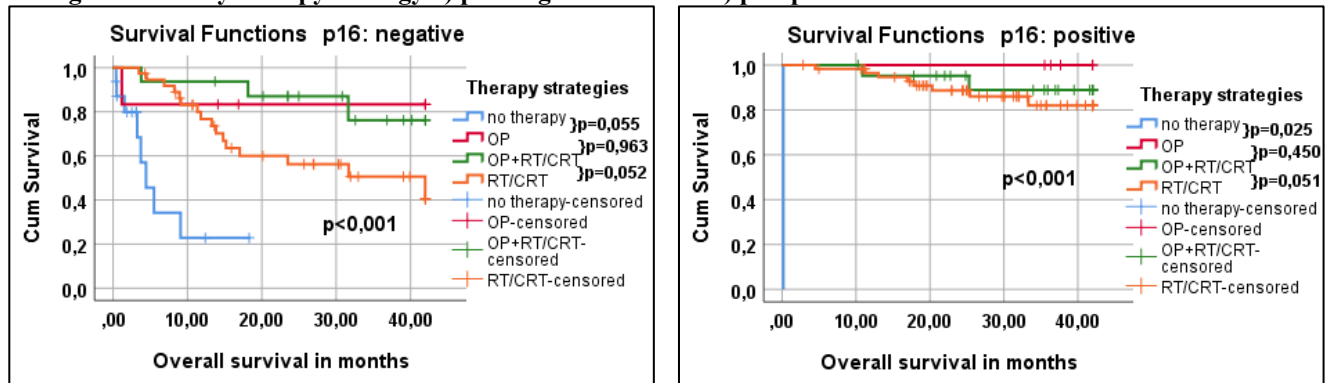 Survival Functions p16: negative
Cum Survival
1,0
0,8
0,6
0,4
0,2
0,0
,00 10,00 20,00 30,00 40,00
Overall survival in months
p<0,001
Therapy strategies
no therapy }p=0,055
OP }p=0,963
OP+RT/CRT }p=0,052
RT/CRT
no therapy-censored
OP-censored
OP+RT/CRT-
censored
RT/CRT-censored
Survival Functions p16: positive
Cum Survival
1,0
0,8
0,6
0,4
0,2
0,0
,00 10,00 20,00 30,00 40,00
Overall survival in months
p<0,001
Therapy strategies
no therapy }p=0,025
OP }p=0,450
OP+RT/CRT }p=0,051
RT/CRT
no therapy-censored
OP-censored
OP+RT/CRT-
censored
RT/CRT-censored